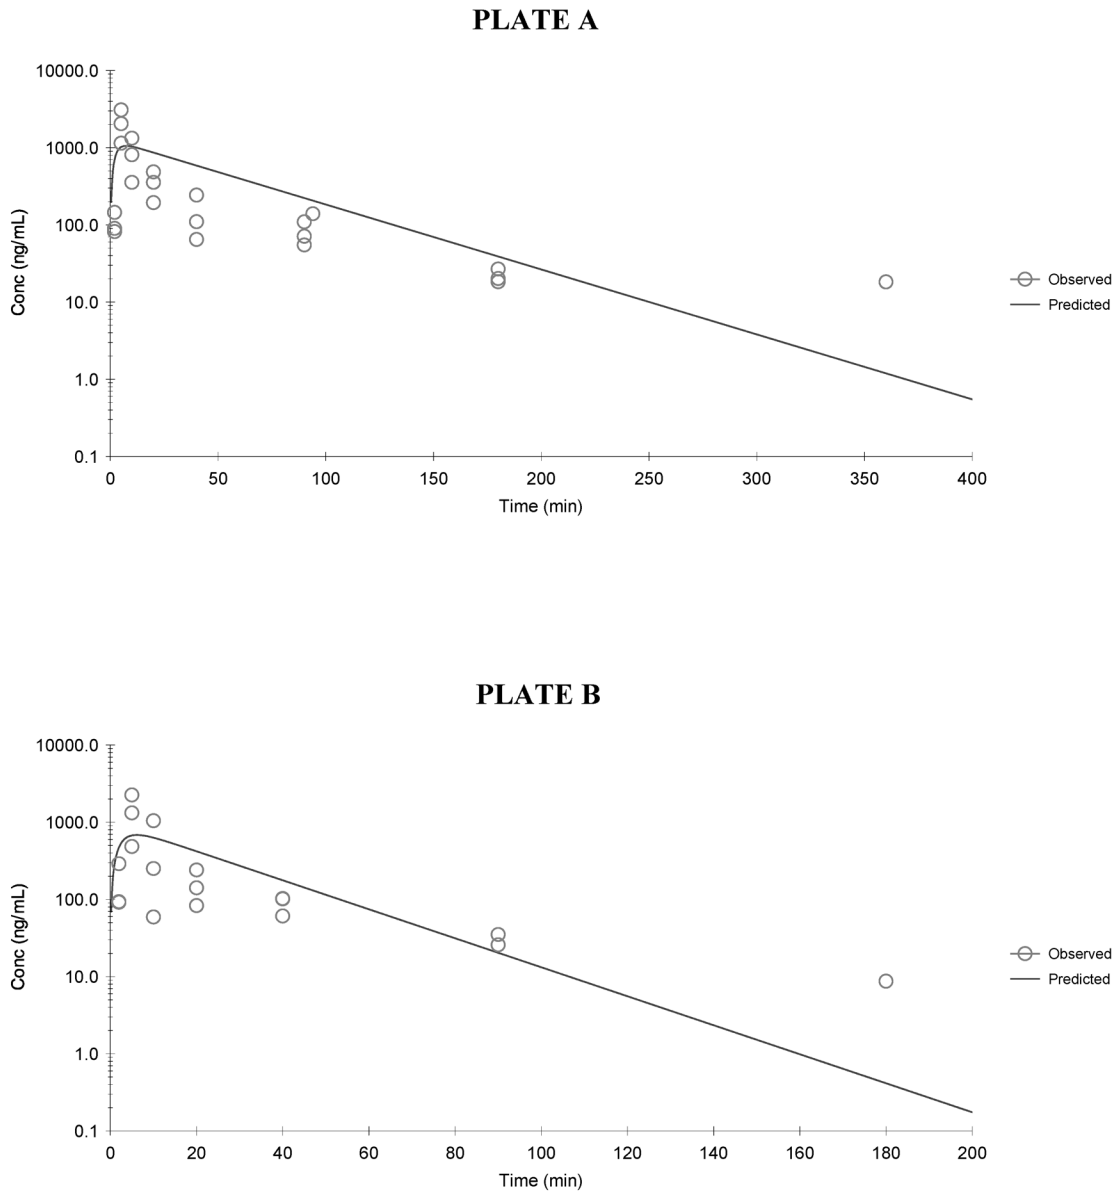 PLATE A
10000.0
1000.0
100.0
10.0
1.0
0.1
Conc (ng/mL)
0 50 100 150 200 250 300 350 400
Time (min)
Observed
Predicted
PLATE B
10000.0
1000.0
100.0
10.0
1.0
0.1
Conc (ng/mL)
0 20 40 60 80 100 120 140 160 180 200
Time (min)
Observed
Predicted